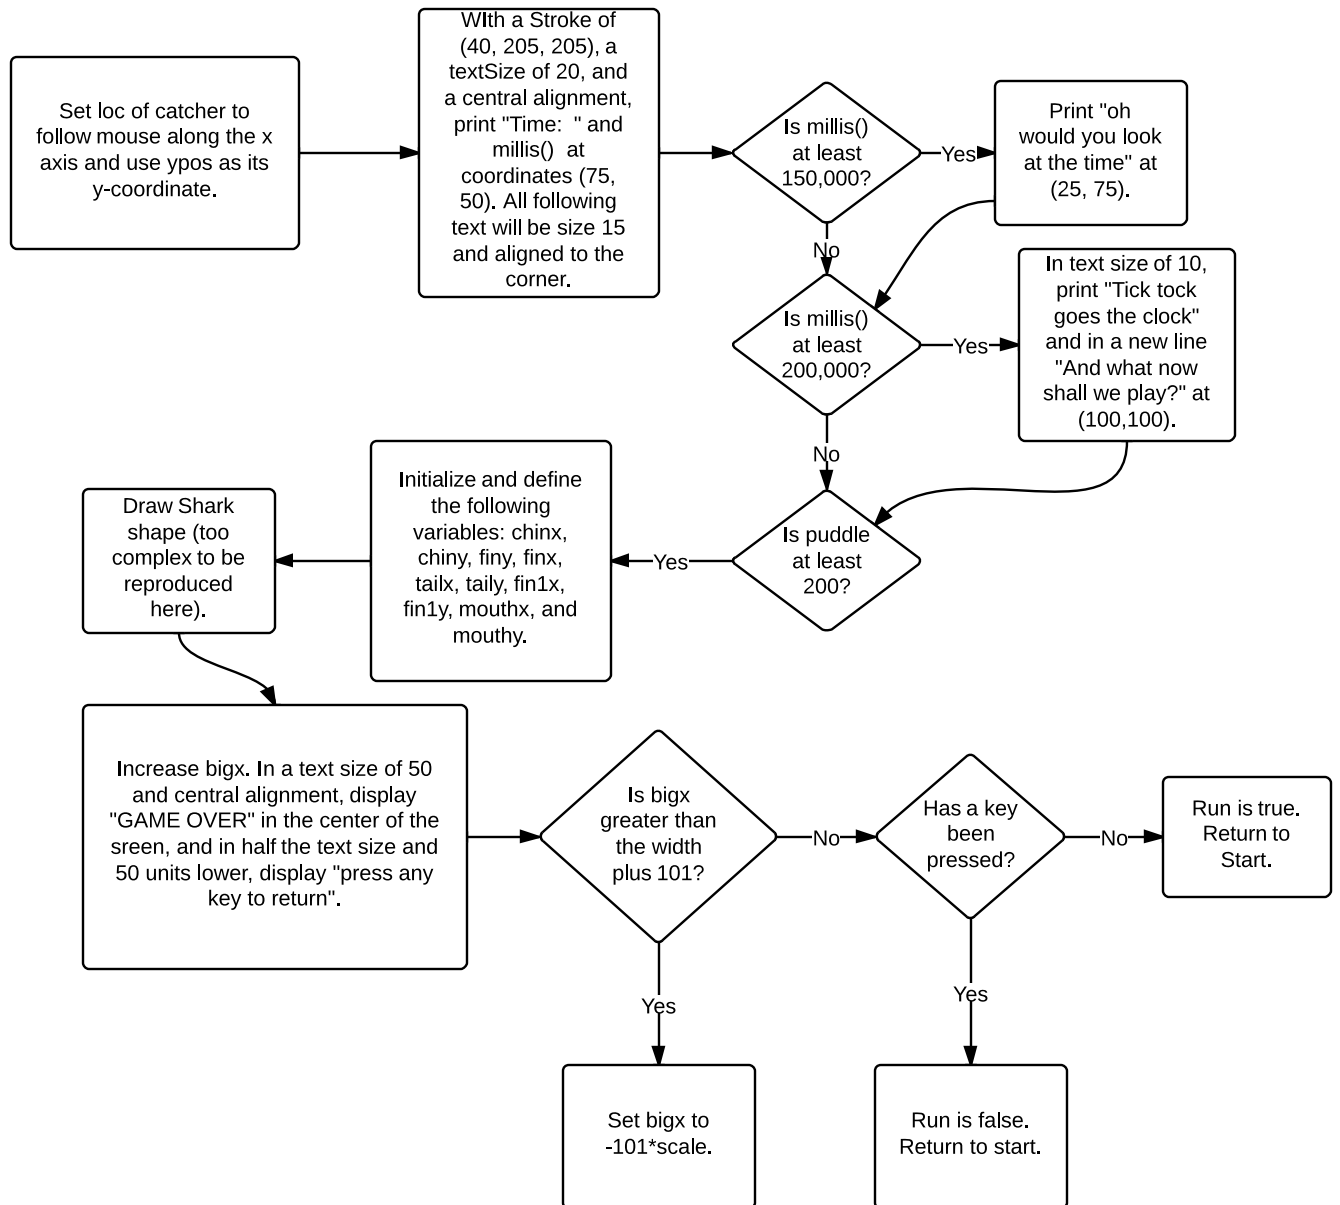 Set loc of catcher to
follow mouse along the x
axis and use ypos as its
y-coordinate.
WIth a Stroke of
(40, 205, 205), a
textSize of 20, and
a central alignment,
print "Time:  " and
millis()  at
coordinates (75,
50). All following
text will be size 15
and aligned to the
corner.
Is millis()
at least
150,000?
Yes
Print "oh
would you look
at the time" at
(25, 75).
No
Is millis()
at least
200,000?
Yes
In text size of 10,
print "Tick tock
goes the clock"
and in a new line
"And what now
shall we play?" at
(100,100).
No
Is puddle
at least
200?
Yes
Initialize and define
the following
variables: chinx,
chiny, finy, finx,
tailx, taily, fin1x,
fin1y, mouthx, and
mouthy.
Draw Shark
shape (too
complex to be
reproduced
here).
Increase bigx. In a text size of 50
and central alignment, display
"GAME OVER" in the center of the
sreen, and in half the text size and
50 units lower, display "press any
key to return".
Is bigx
greater than
the width
plus 101?
No
Has a key
been
pressed?
No
Run is true.
Return to
Start.
Yes
Yes
Set bigx to
-101*scale.
Run is false.
Return to start.